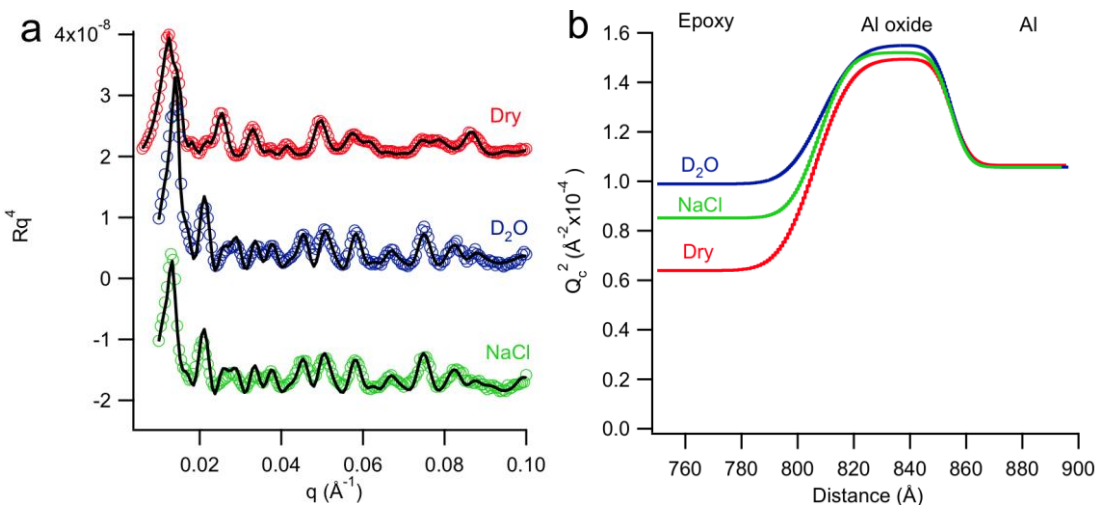 a
4x10⁻⁸
2
1
0
-1
-2
Rq⁴
Dry
D₂O
NaCl
0.02
0.04
0.06
0.08
0.10
q (Å⁻¹)
b
Epoxy
Al oxide
Al
1.6
1.4
1.2
1.0
0.8
0.6
0.4
0.2
0.0
Q_c² (Å⁻²x10⁻⁴)
D₂O
NaCl
Dry
760
780
800
820
840
860
880
900
Distance (Å)